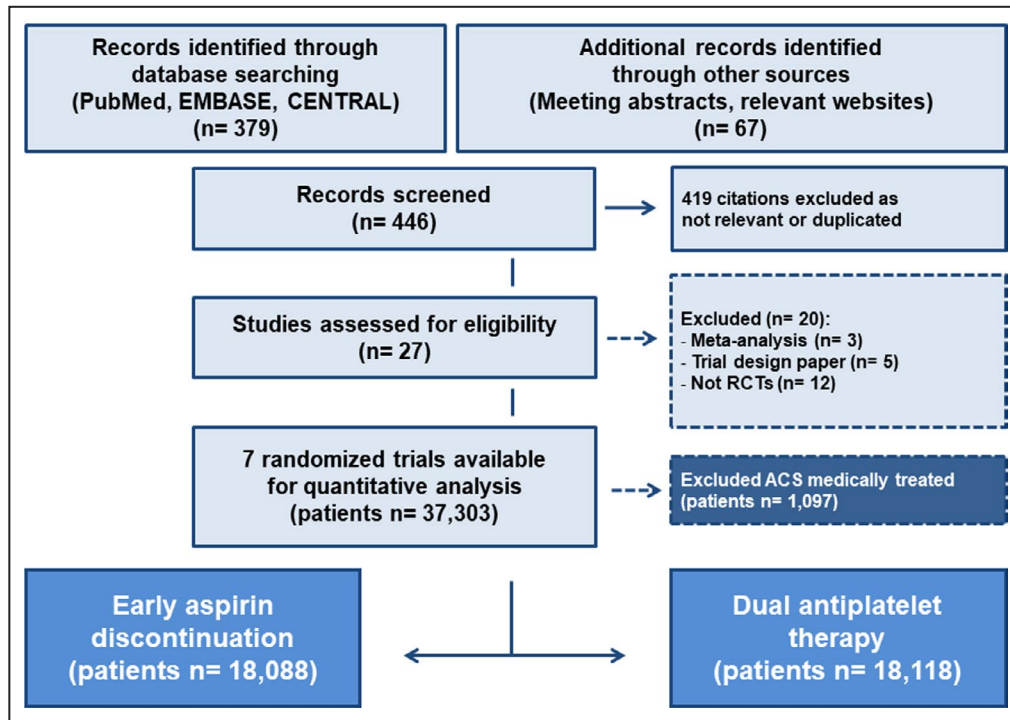 Records identified through
database searching
(PubMed, EMBASE, CENTRAL)
(n= 379)
Additional records identified
through other sources
(Meeting abstracts, relevant websites)
(n= 67)
Records screened
(n= 446)
419 citations excluded as
not relevant or duplicated
Studies assessed for eligibility
(n= 27)
Excluded (n= 20):
- Meta-analysis (n= 3)
- Trial design paper (n= 5)
- Not RCTs (n= 12)
7 randomized trials available
for quantitative analysis
(patients n= 37,303)
Excluded ACS medically treated
(patients n= 1,097)
Early aspirin
discontinuation
(patients n= 18,088)
Dual antiplatelet
therapy
(patients n= 18,118)